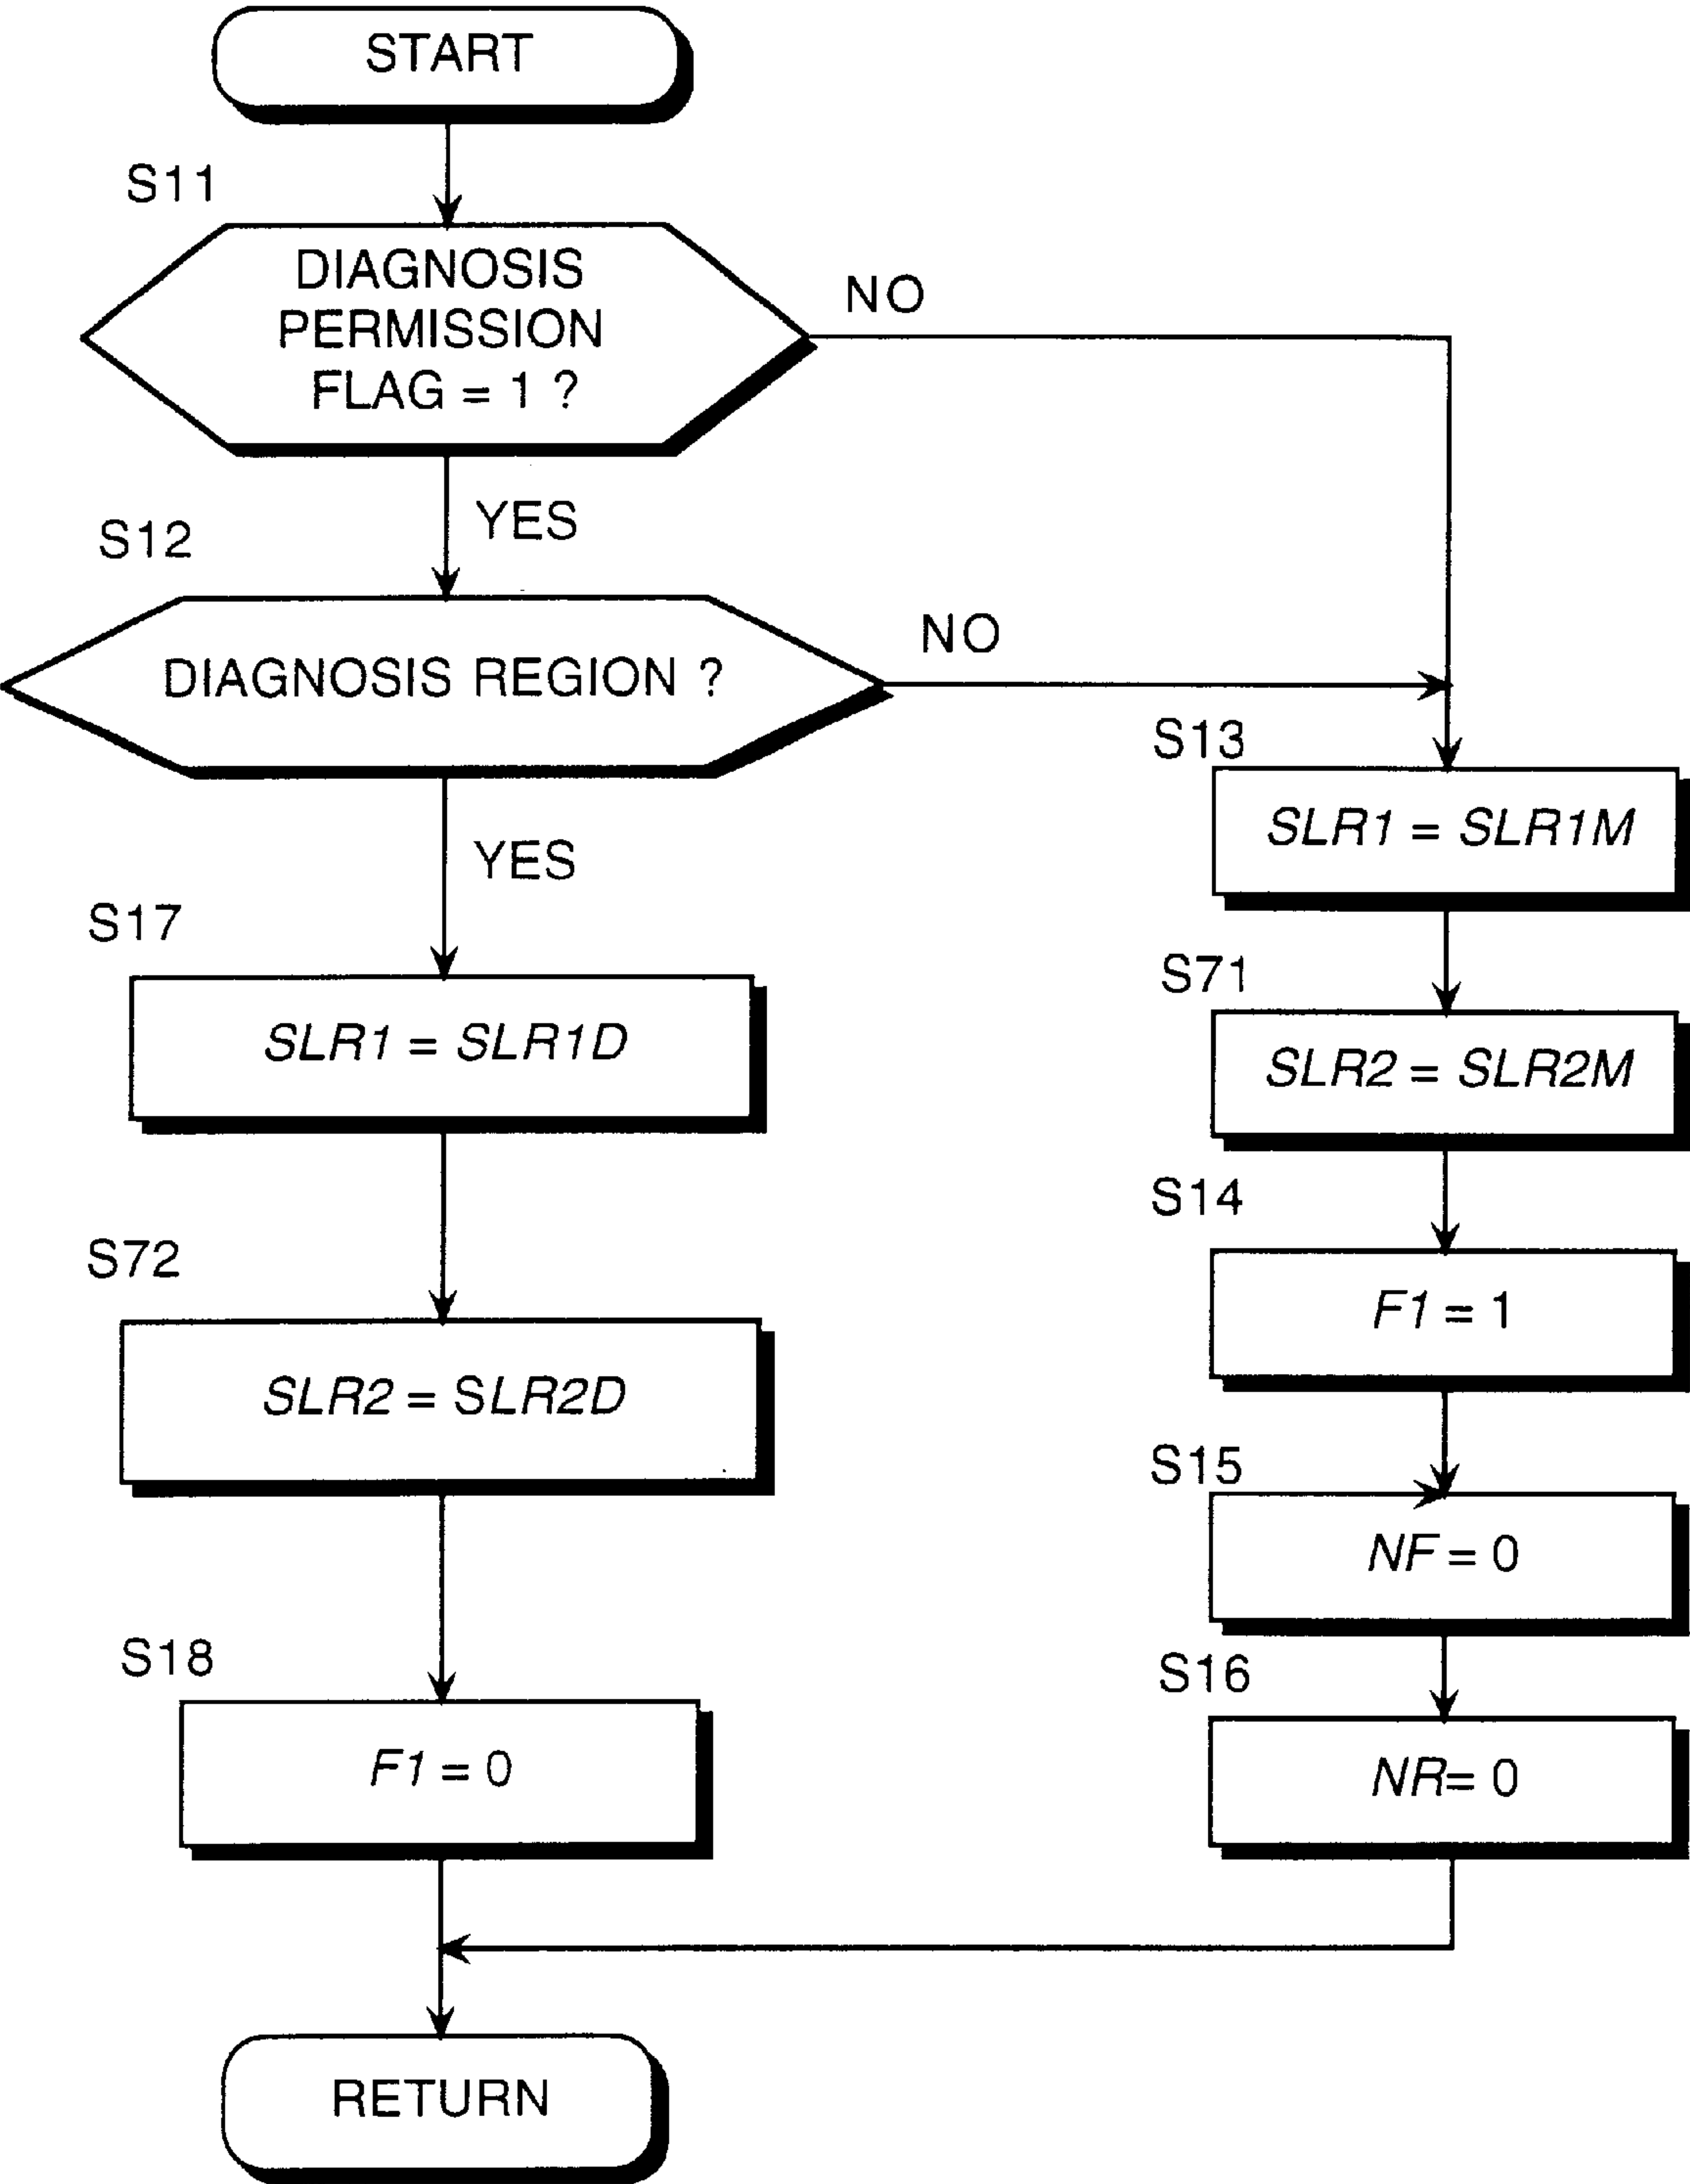 START
S11
DIAGNOSIS
PERMISSION
FLAG = 1 ?
NO
YES
S12
DIAGNOSIS REGION ?
NO
YES
S13
SLR1 = SLR1M
S71
SLR2 = SLR2M
S14
F1 = 1
S15
NF = 0
S16
NR= 0
S17
SLR1 = SLR1D
S72
SLR2 = SLR2D
S18
F1 = 0
RETURN